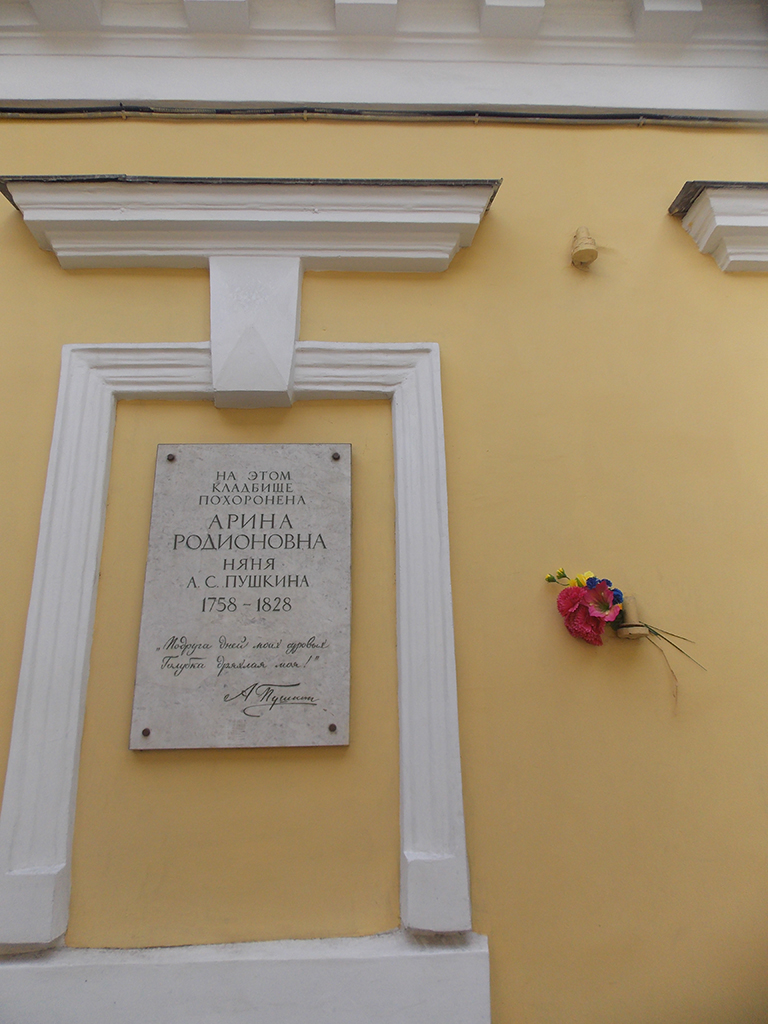 НА ЭТОМ
КЛАДБИЩЕ
ПОХОРОНЕНА
АРИНА
РОДИОНОВНА
НЯНЯ
А. С. ПУШКИНА
1758 – 1828
„Подруга дней моих суровых
Голубка дряхлая моя!"
А Пушкин